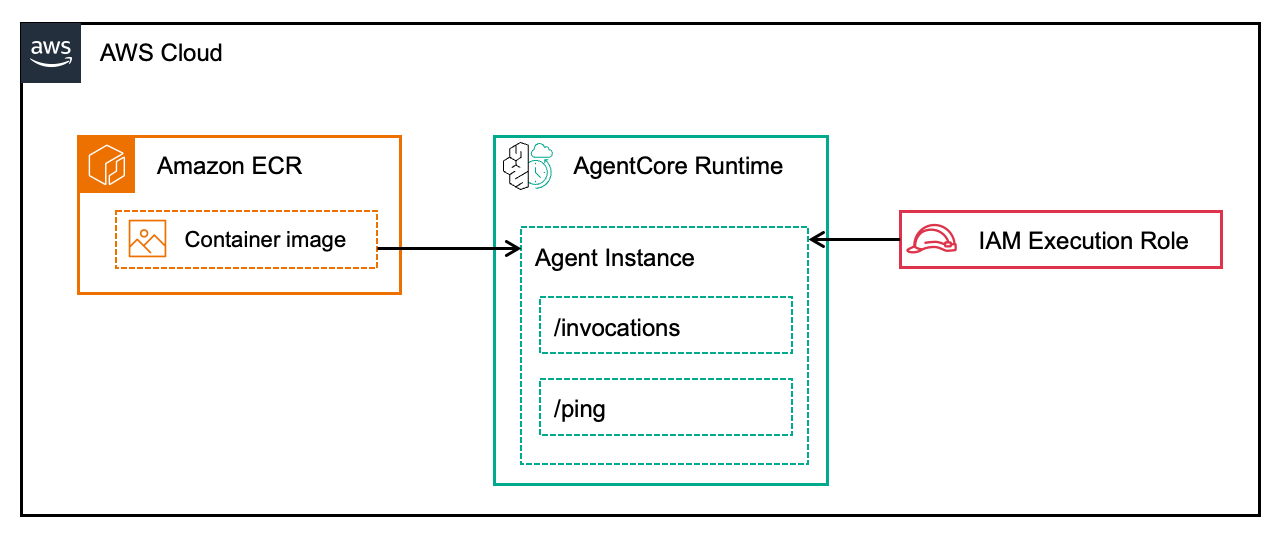 aws
AWS Cloud
Amazon ECR
Container image
AgentCore Runtime
Agent Instance
/invocations
/ping
IAM Execution Role